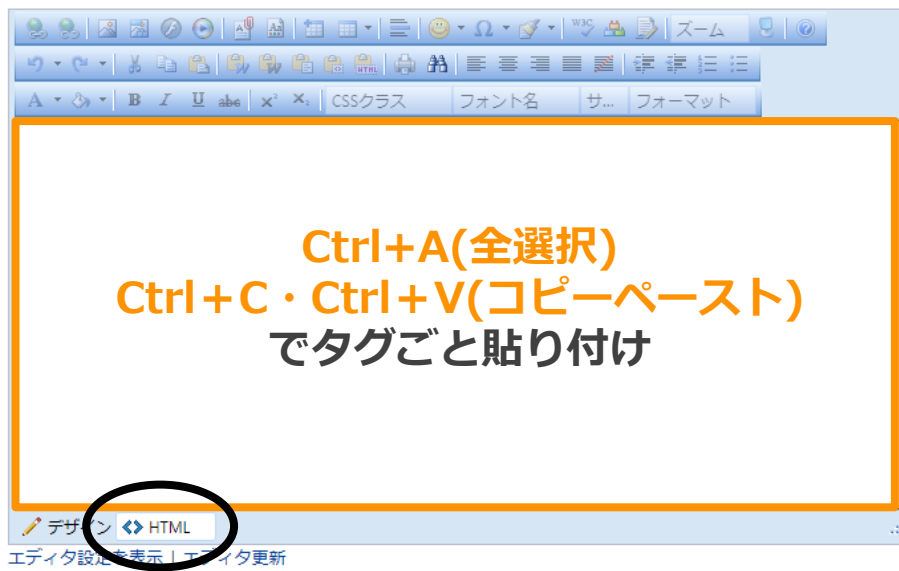 ズーム
CSSクラス フォント名 サ... フォーマット
Ctrl+A(全選択)
Ctrl+C・Ctrl+V(コピーペースト)
でタグごと貼り付け
デザイン HTML
エディタ設定を表示 | エディタ更新